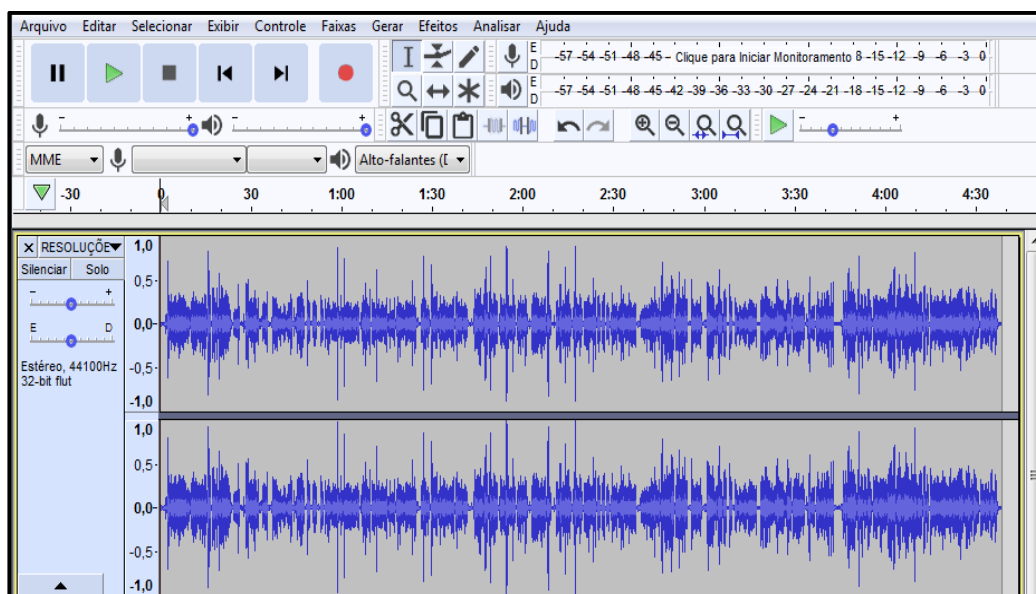 Arquivo Editar Selecionar Exibir Controle Faixas Gerar Efeitos Analisar Ajuda
E D -57 -54 -51 -48 -45 - Clique para Iniciar Monitoramento 8 -15 -12 -9 -6 -3 0
E D -57 -54 -51 -48 -45 -42 -39 -36 -33 -30 -27 -24 -21 -18 -15 -12 -9 -6 -3 0
- + - + - +
MME Alto-falantes ([
-30 0 30 1:00 1:30 2:00 2:30 3:00 3:30 4:00 4:30
X RESOLUÇÕE
Silenciar Solo
- +
E D
Estéreo, 44100Hz
32-bit flut
1,0
0,5
0,0
-0,5
-1,0
1,0
0,5
0,0
-0,5
-1,0